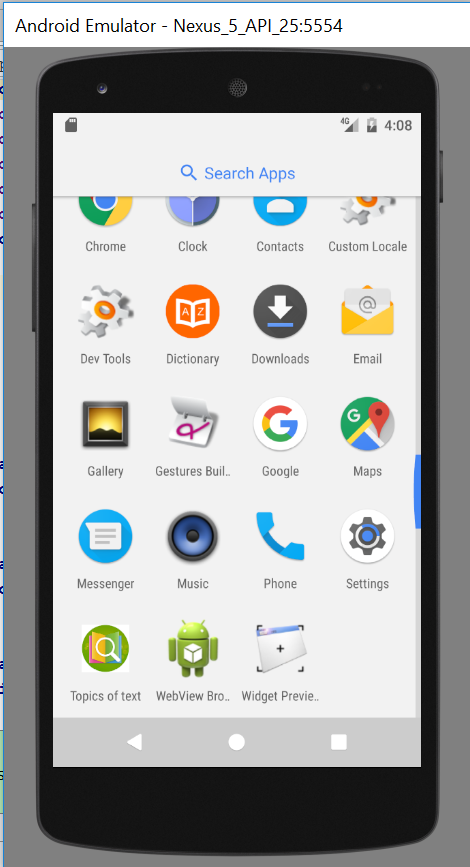 Android Emulator - Nexus_5_API_25:5554
4G 4:08
Search Apps
Chrome Clock Contacts Custom Locale
A Z @
Dev Tools Dictionary Downloads Email
G G
Gallery Gestures Buil.. Google Maps
Messenger Music Phone Settings
Topics of text WebView Bro.. Widget Previe..